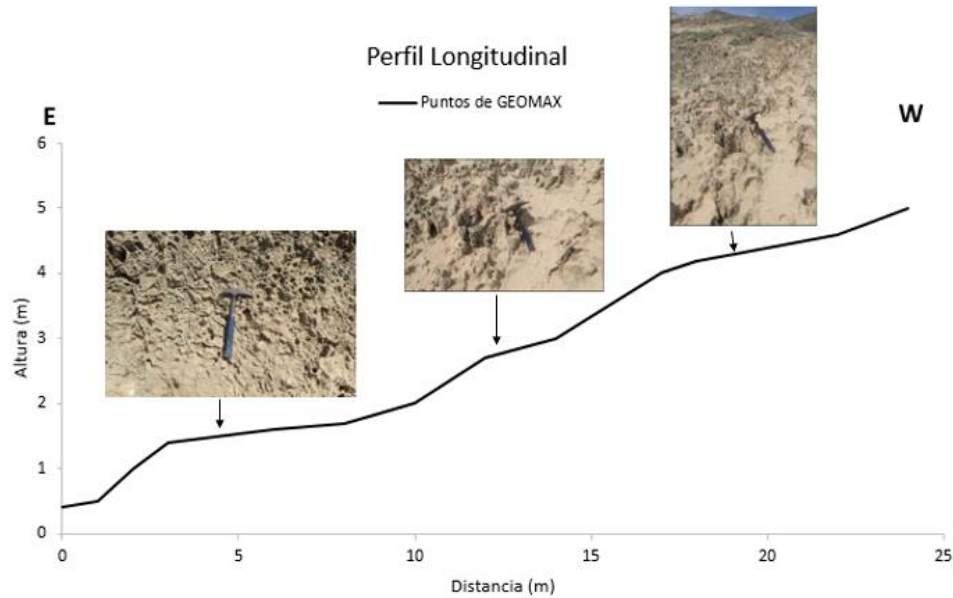 Perfil Longitudinal
Puntos de GEOMAX
E
W
Altura (m)
6
5
4
3
2
1
0
0 5 10 15 20 25
Distancia (m)